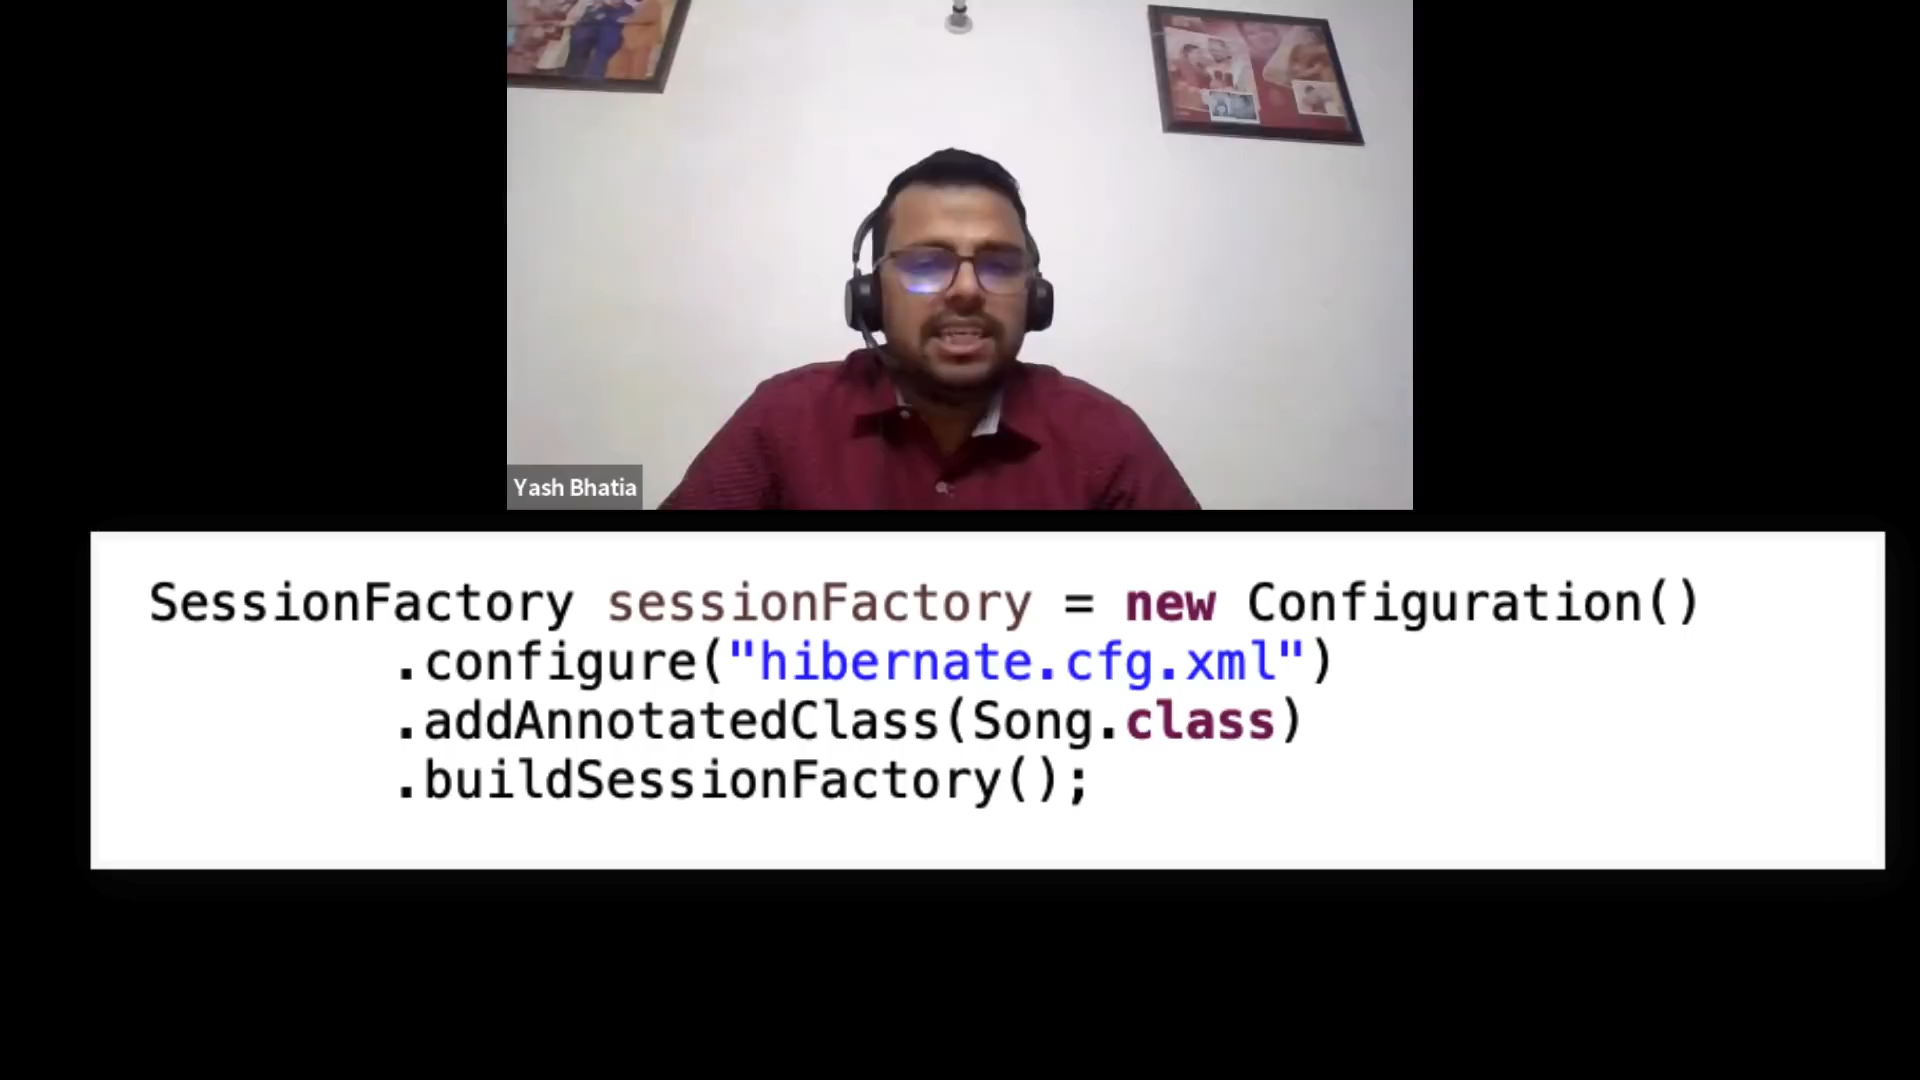 Yash Bhatia
SessionFactory sessionFactory = new Configuration()
.configure("hibernate.cfg.xml")
.addAnnotatedClass(Song.class)
.buildSessionFactory();